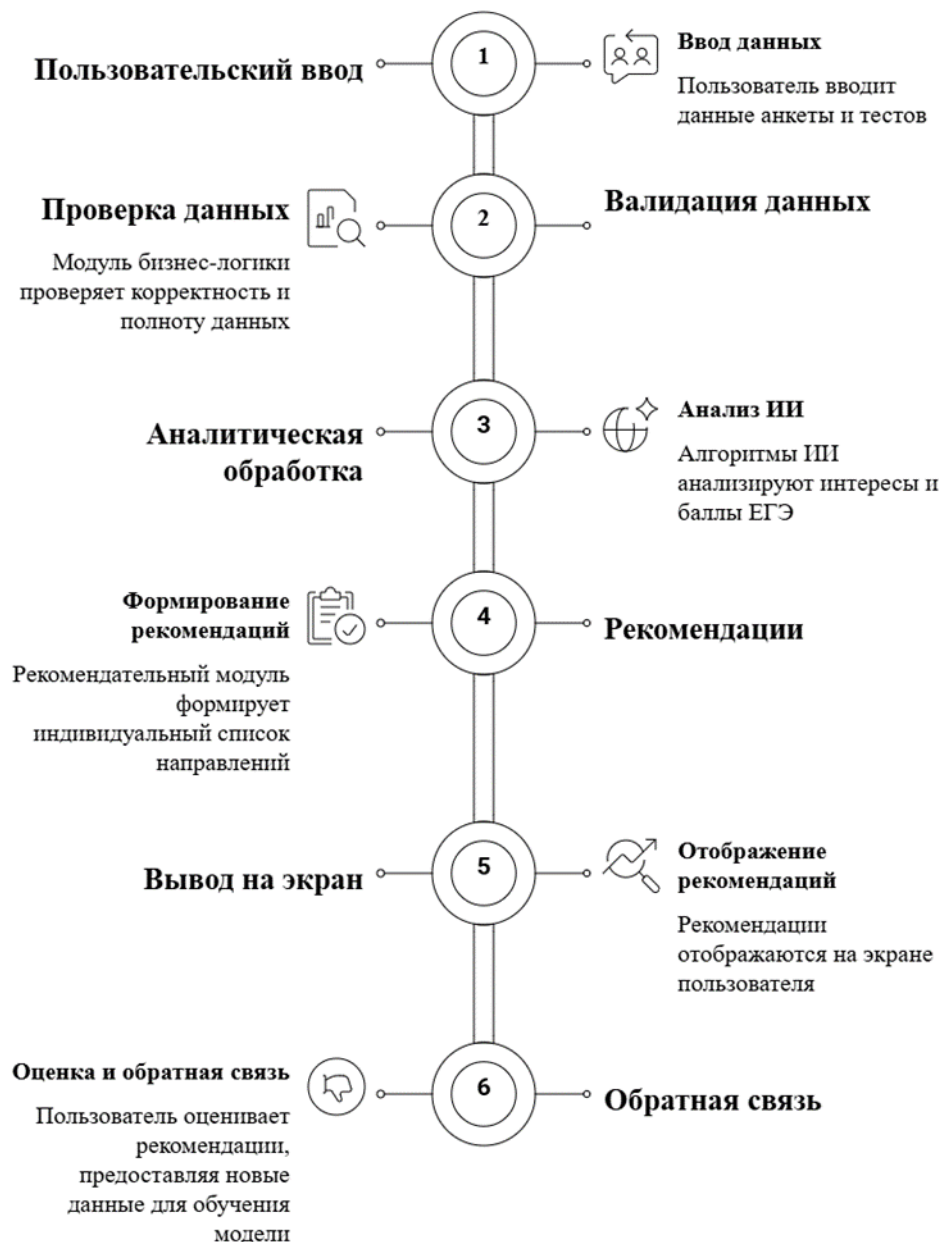 Пользовательский ввод
1
Ввод данных
Пользователь вводит
данные анкеты и тестов
Проверка данных
Модуль бизнес-логики
проверяет корректность и
полноту данных
2
Валидация данных
Аналитическая
обработка
3
Анализ ИИ
Алгоритмы ИИ
анализируют интересы и
баллы ЕГЭ
Формирование
рекомендаций
Рекомендательный модуль
формирует
индивидуальный список
направлений
4
Рекомендации
Вывод на экран
5
Отображение
рекомендаций
Рекомендации
отображаются на экране
пользователя
Оценка и обратная связь
Пользователь оценивает
рекомендации,
предоставляя новые
данные для обучения
модели
6
Обратная связь